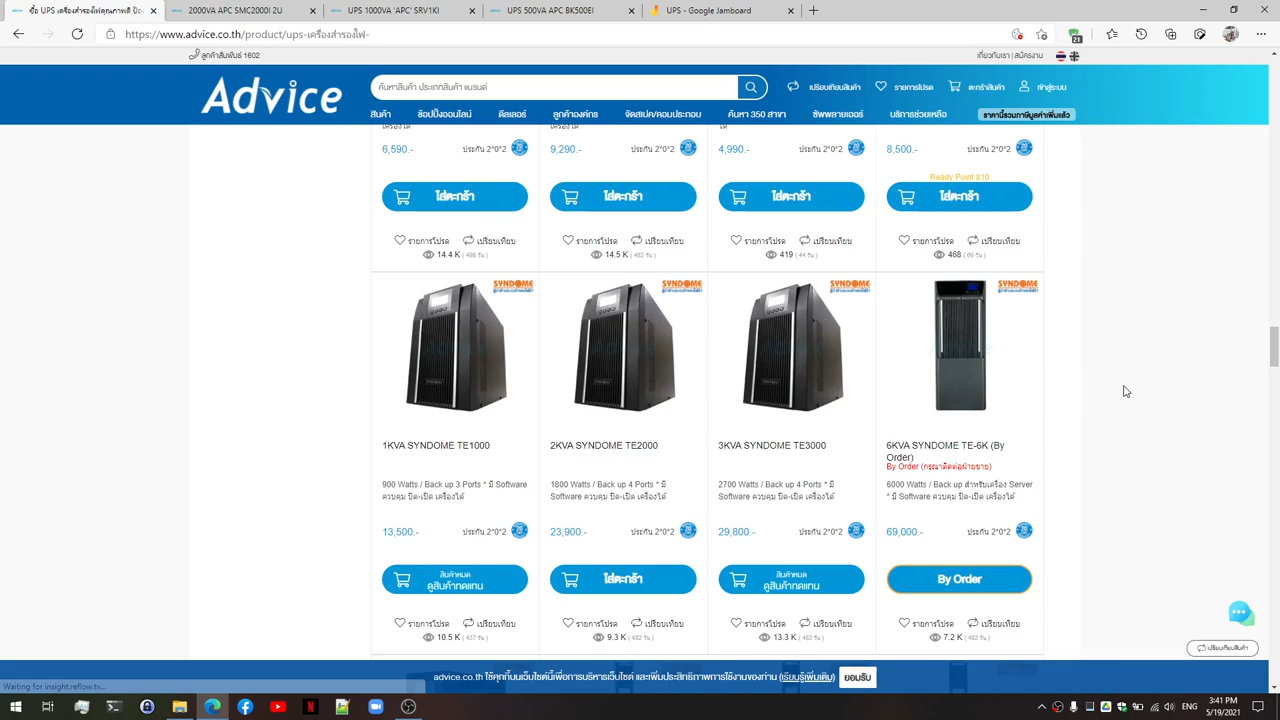 ซื้อ UPS เครื่องสำรองไฟคุณภาพดี ปี
2000VA APC SMC2000I 2U
UPS 1000VA 'APC' SRV1KI
UPS 500VA APC BK500EI
UPS - Google Jamboard
https://www.advice.co.th/product/ups-เครื่องสำรองไฟ-
21
ลูกค้าสัมพันธ์ 1602
เกี่ยวกับเรา | สมัครงาน
Advice
ค้นหาสินค้า ประเภทสินค้า แบรนด์
เปรียบเทียบสินค้า
รายการโปรด
ตะกร้าสินค้า
เข้าสู่ระบบ
สินค้า
ช้อปปิ้งออนไลน์
ดีลเลอร์
ลูกค้าองค์กร
จัดสเปค/คอมประกอบ
ค้นหา 350 สาขา
ซัพพลายเออร์
บริการช่วยเหลือ
ราคานี้รวมภาษีมูลค่าเพิ่มแล้ว
6,590.- ประกัน 2*0*2
9,290.- ประกัน 2*0*2
4,990.- ประกัน 2*0*2
8,500.- ประกัน 2*0*2
Ready Point 810
ใส่ตะกร้า
ใส่ตะกร้า
ใส่ตะกร้า
ใส่ตะกร้า
รายการโปรด เปรียบเทียบ
รายการโปรด เปรียบเทียบ
รายการโปรด เปรียบเทียบ
รายการโปรด เปรียบเทียบ
14.4 K ( 498 วัน )
14.5 K ( 482 วัน )
419 ( 44 วัน )
468 ( 69 วัน )
SYNDOME
SYNDOME
SYNDOME
SYNDOME
1KVA SYNDOME TE1000
2KVA SYNDOME TE2000
3KVA SYNDOME TE3000
6KVA SYNDOME TE-6K (By
Order)
By Order (กรุณาติดต่อฝ่ายขาย)
900 Watts / Back up 3 Ports * มี Software
ควบคุม ปิด-เปิด เครื่องได้
1800 Watts / Back up 4 Ports * มี
Software ควบคุม ปิด-เปิด เครื่องได้
2700 Watts / Back up 4 Ports * มี
Software ควบคุม ปิด-เปิด เครื่องได้
6000 Watts / Back up สำหรับเครื่อง Server
* มี Software ควบคุม ปิด-เปิด เครื่องได้
13,500.- ประกัน 2*0*2
23,900.- ประกัน 2*0*2
29,800.- ประกัน 2*0*2
69,000.- ประกัน 2*0*2
สินค้าหมด
ดูสินค้าทดแทน
ใส่ตะกร้า
สินค้าหมด
ดูสินค้าทดแทน
By Order
รายการโปรด เปรียบเทียบ
รายการโปรด เปรียบเทียบ
รายการโปรด เปรียบเทียบ
รายการโปรด เปรียบเทียบ
10.5 K ( 437 วัน )
9.3 K ( 482 วัน )
13.3 K ( 482 วัน )
7.2 K ( 482 วัน )
เปรียบเทียบสินค้า
advice.co.th ใช้คุกกี้บนเว็บไซต์นี้เพื่อการบริหารเว็บไซต์ และเพิ่มประสิทธิภาพการใช้งานของท่าน (เรียนรู้เพิ่มเติม) ยอมรับ
Waiting for insight.reflow.tv...
3:41 PM
5/19/2021